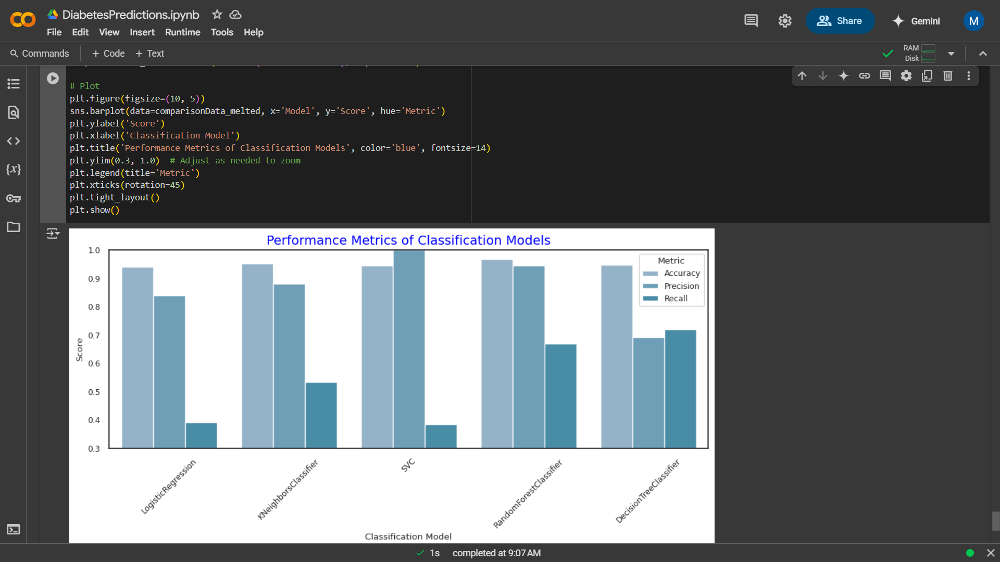 DiabetesPredictions.ipynb
File Edit View Insert Runtime Tools Help
Share
Gemini
M
Commands
+ Code + Text
RAM
Disk
# Plot
plt.figure(figsize=(10, 5))
sns.barplot(data=comparisonData_melted, x='Model', y='Score', hue='Metric')
plt.ylabel('Score')
plt.xlabel('Classification Model')
plt.title('Performance Metrics of Classification Models', color='blue', fontsize=14)
plt.ylim(0.3, 1.0)  # Adjust as needed to zoom
plt.legend(title='Metric')
plt.xticks(rotation=45)
plt.tight_layout()
plt.show()
{x}
Performance Metrics of Classification Models
1.0
0.9
0.8
0.7
0.6
0.5
0.4
0.3
Score
Metric
Accuracy
Precision
Recall
LogisticRegression
KNeighborsClassifier
SVC
RandomForestClassifier
DecisionTreeClassifier
Classification Model
1s completed at 9:07 AM